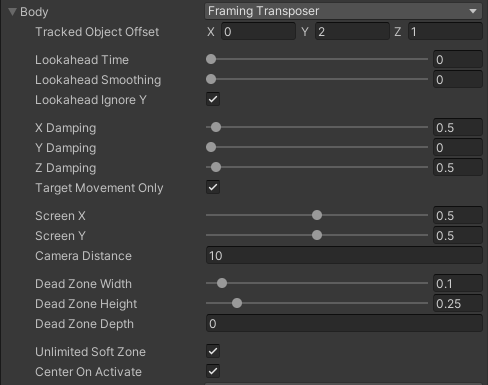 Body Framing Transposer
Tracked Object Offset X 0 Y 2 Z 1
Lookahead Time 0
Lookahead Smoothing 0
Lookahead Ignore Y
X Damping 0.5
Y Damping 0
Z Damping 0.5
Target Movement Only
Screen X 0.5
Screen Y 0.5
Camera Distance 10
Dead Zone Width 0.1
Dead Zone Height 0.25
Dead Zone Depth 0
Unlimited Soft Zone
Center On Activate